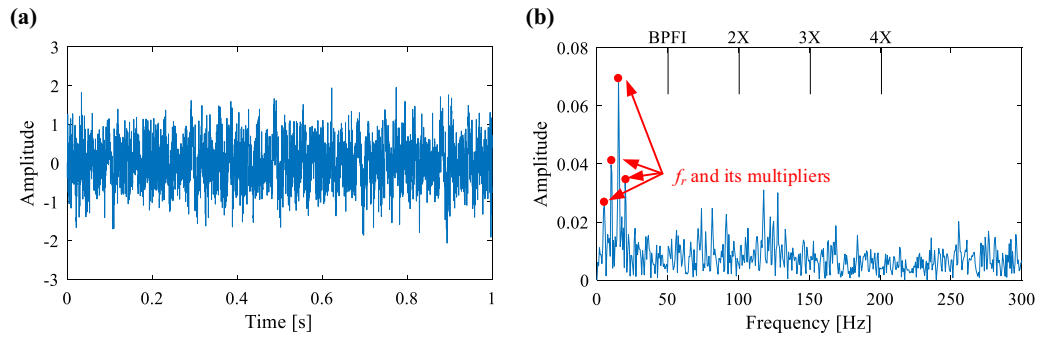 (a)
3
2
1
0
-1
-2
-3
Amplitude
0 0.2 0.4 0.6 0.8 1
Time [s]
(b)
BPFI 2X 3X 4X
0.08
0.06
0.04
0.02
0
Amplitude
fr and its multipliers
0 50 100 150 200 250 300
Frequency [Hz]